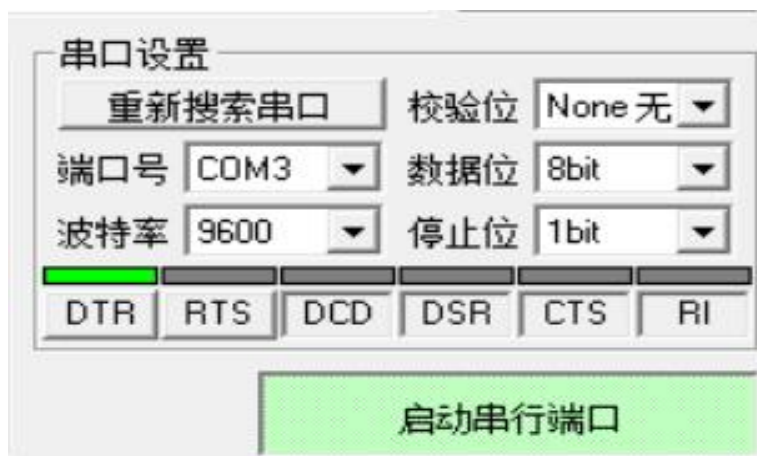 串口设置
重新搜索串口 校验位 None 无
端口号 COM3 数据位 8bit
波特率 9600 停止位 1bit
DTR RTS DCD DSR CTS RI
启动串行端口